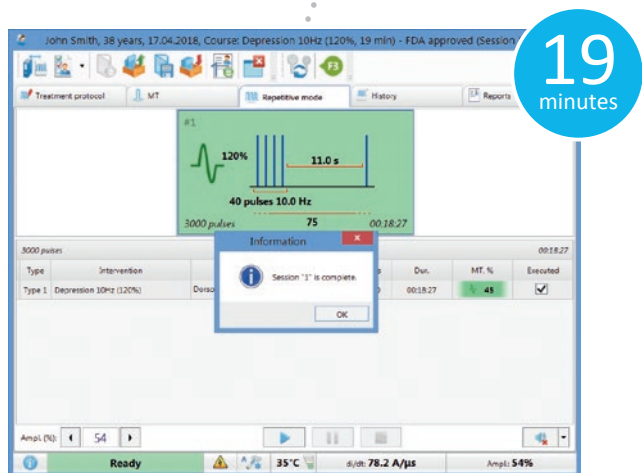 John Smith, 38 years, 17.04.2018, Course: Depression 10Hz (120%, 19 min) - FDA approved (Session
19
minutes
F3
Treatment protocol MT Repetitive mode History Reports
#1
120%
11.0 s
40 pulses 10.0 Hz
3000 pulses 75 00:18:27
Information
3000 pulses 00:18:27
Type Intervention Dur. MT, % Executed
Session "1" is complete.
Type 1 Depression 10Hz (120%) 00:18:27 45
OK
Ampl. (%): 54
Ready 35°C di/dt: 78.2 A/μs Ampl.: 54%